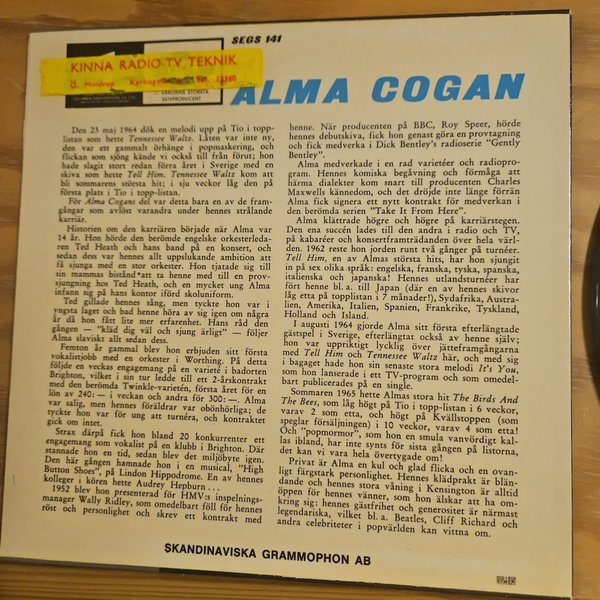 SEGS 141
KINNA RADIO-TV TEKNIK
ALMA COGAN
Den 23 maj 1964 dök en melodi upp på Tio i topp-
listan som hette Tennessee Waltz. Låten var inte ny,
den var ett gammalt örhänge i popmaskering, och
flickan som sjöng kände vi också till från förut; hon
hade slagit stort redan förra året i Sverige med en
skiva som hette Tell Him. Tennessee Waltz kom att
bli sommarens största hit; i sju veckor låg den på
första plats i Tio i topp-listan.
För Alma Cogans del var detta bara en av de fram-
gångar som avlöst varandra under hennes strålande
karriär.
Historien om den karriären började när Alma var
14 år. Hon hörde den berömde engelske orkesterleda-
ren Ted Heath och hans band på en konsert, och
sedan dess var hennes allt uppslukande ambition att
få sjunga med en stor orkester. Hon tjatade sig till
sin mammas bistånd att ta henne med till en prov-
sjungning hos Ted Heath, och en mycket ung Alma
infann sig på hans kontor iförd skoluniform.
Ted gillade hennes sång, men tyckte hon var i
yngsta laget och bad henne höra av sig igen om några
år då hon fått lite mer erfarenhet. Hans råd den
gången — "kläd dig väl och sjung ärligt" — följer
Alma slaviskt allt sedan dess.
Femton år gammal blev hon erbjuden sitt första
vokalistjobb med en orkester i Worthing. På detta
följde en veckas engagemang på en varieté i badorten
Brighton, vilket i sin tur ledde till ett 2-årskontrakt
med den berömda Twinkle-varietén, första året för en
lön av 240: — i veckan och andra för 300: —. Alma
var salig, men hennes föräldrar var obönhörliga; de
tyckte hon var för ung att turnéra, och kontraktet
gick om intet.
Strax därpå fick hon bland 20 konkurrenter ett
engagemang som vokalist på en klubb i Brighton. Där
stannade hon en tid, sedan blev det miljöbyte igen.
Den här gången hamnade hon i en musical, "High
Button Shoes", på Lindon Hippodrome. En av hennes
kolleger i kören hette Audrey Hepburn . . .
1952 blev hon presenterad för HMV:s inspelnings-
manager Wally Ridley, som omedelbart föll för hennes
röst och personlighet och skrev ett kontrakt med
henne. När producenten på BBC, Roy Speer, hörde
hennes debutskiva, fick hon genast göra en provtagning
och fick medverka i Dick Bentley's radioserie "Gently
Bentley".
Alma medverkade i en rad varietéer och radiopro-
gram. Hennes komiska begåvning och förmåga att
härma dialekter kom snart till producenten Charles
Maxwells kännedom, och det dröjde inte länge förrän
Alma fick signera ett nytt kontrakt för medverkan i
den berömda serien "Take It From Here".
Alma klättrade högre och högre på karriärstegen.
Den ena succén lades till den andra i radio och TV,
på kabaréer och konsertframträdanden över hela värl-
den. 1962 reste hon jorden runt två gånger på turnéer.
Tell Him, en av Almas största hits, har hon sjungit
in på sex olika språk: engelska, franska, tyska, spanska,
italienska och japanska! Hennes utlandsturnéer har
fört henne bl. a. till Japan (där en av hennes skivor
låg etta på topplistan i 7 månader!), Sydafrika, Austra-
lien, Amerika, Italien, Spanien, Frankrike, Tyskland,
Holland och Island.
I augusti 1964 gjorde Alma sitt första efterlängtade
gästspel i Sverige, efterlängtat också av henne själv;
hon var uppriktigt lycklig över jätteframgångarna
med Tell Him och Tennessee Waltz här, och med sig
i bagaget hade hon sin senaste stora melodi It's You,
som hon lanserade i ett TV-program och som omedel-
bart publicerades på en single.
Sommaren 1965 hette Almas stora hit The Birds And
The Bees, som låg högt på Tio i topp-listan i 6 veckor,
varav 2 som etta, och högt på Kvällstoppen (som
speglar försäljningen) i 10 veckor, varav 4 som etta!
Och "popmormor", som hon en smula vanvördigt kal-
las ibland, har inte synts för sista gången på listorna,
det kan vi vara helt övertygade om!
Privat är Alma en kul och glad flicka och en ovan-
ligt färgstark personlighet. Hennes klädprakt är blän-
dande och hennes stora våning i Kensington är alltid
öppen för hennes vänner, som hon älskar att ha om-
kring sig: hennes gästfrihet och generositet är närmast
legendariska, vilket bl. a. Beatles, Cliff Richard och
andra celebriteter i popvärlden kan vittna om.
SKANDINAVISKA GRAMMOPHON AB